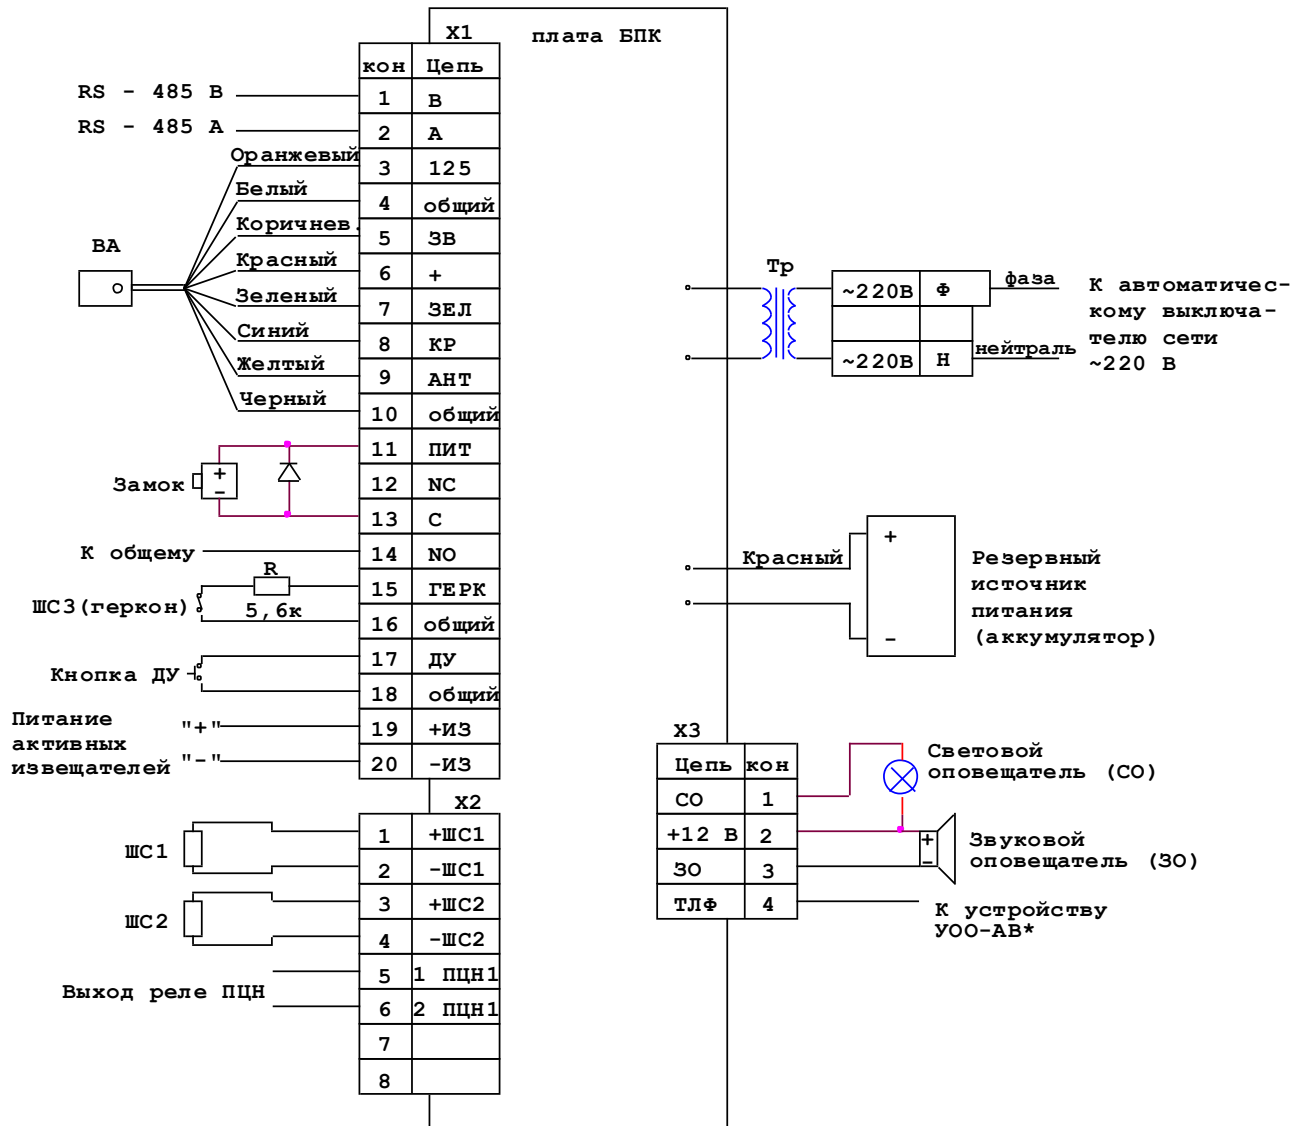 плата БПК
X1
кон Цепь
RS - 485 В 1 В
RS - 485 А 2 А
Оранжевый 3 125
Белый 4 общий
Коричнев. 5 ЗВ
Красный 6 +
Зеленый 7 ЗЕЛ
Синий 8 КР
Желтый 9 АНТ
Черный 10 общий
ВА
11 ПИТ
12 NC
13 С
Замок + -
К общему 14 NO
R 15 ГЕРК
ШС3(геркон) 5,6к
16 общий
17 ДУ
Кнопка ДУ
18 общий
Питание
активных
извещателей
"+" 19 +ИЗ
"-" 20 -ИЗ
X2
1 +ШС1
ШС1
2 -ШС1
3 +ШС2
ШС2
4 -ШС2
5 1 ПЦН1
Выход реле ПЦН
6 2 ПЦН1
7
8
Тр
~220В Ф фаза
~220В Н нейтраль
К автоматичес-
кому выключа-
телю сети
~220 В
Красный + -
Резервный
источник
питания
(аккумулятор)
X3
Цепь кон
СО 1
+12 В 2
ЗО 3
ТЛФ 4
Световой
оповещатель (СО)
+ -
Звуковой
оповещатель (ЗО)
К устройству
УОО-АВ*